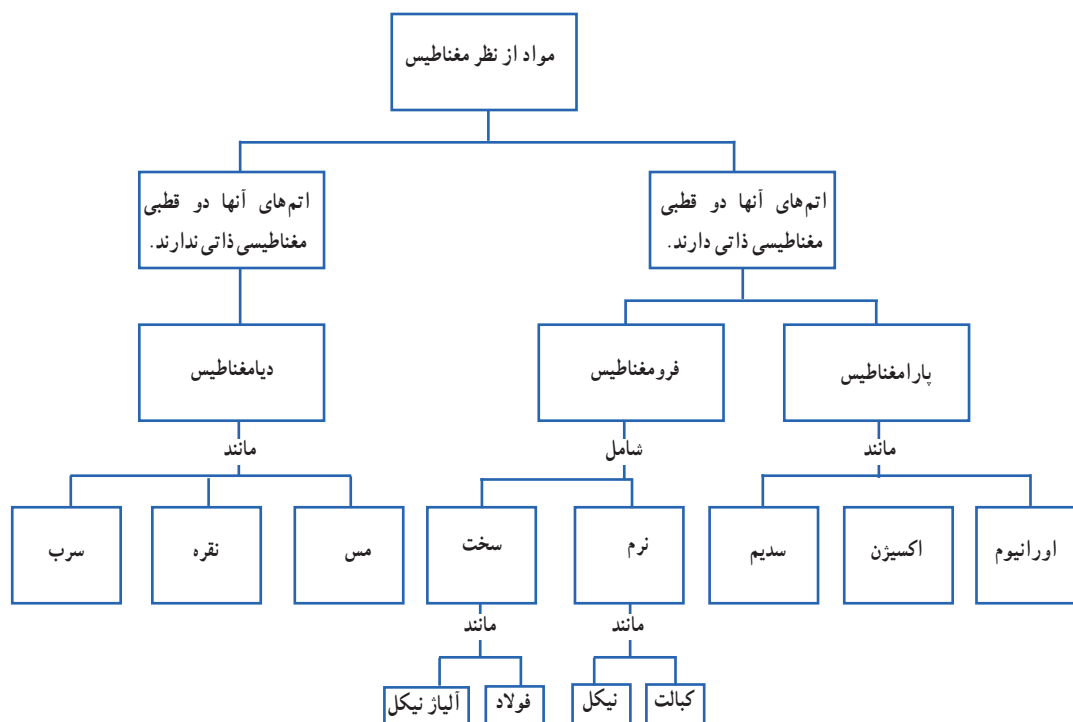 مواد از نظر مغناطیس
اتم‌های آنها دو قطبی
مغناطیسی ذاتی دارند.
اتم‌های آنها دو قطبی
مغناطیسی ذاتی ندارند.
پارامغناطیس
فرومغناطیس
دیامغناطیس
مانند
شامل
مانند
اورانیوم
اکسیژن
سدیم
نرم
سخت
مس
نقره
سرب
مانند
مانند
کبالت
نیکل
فولاد
آلیاژ نیکل